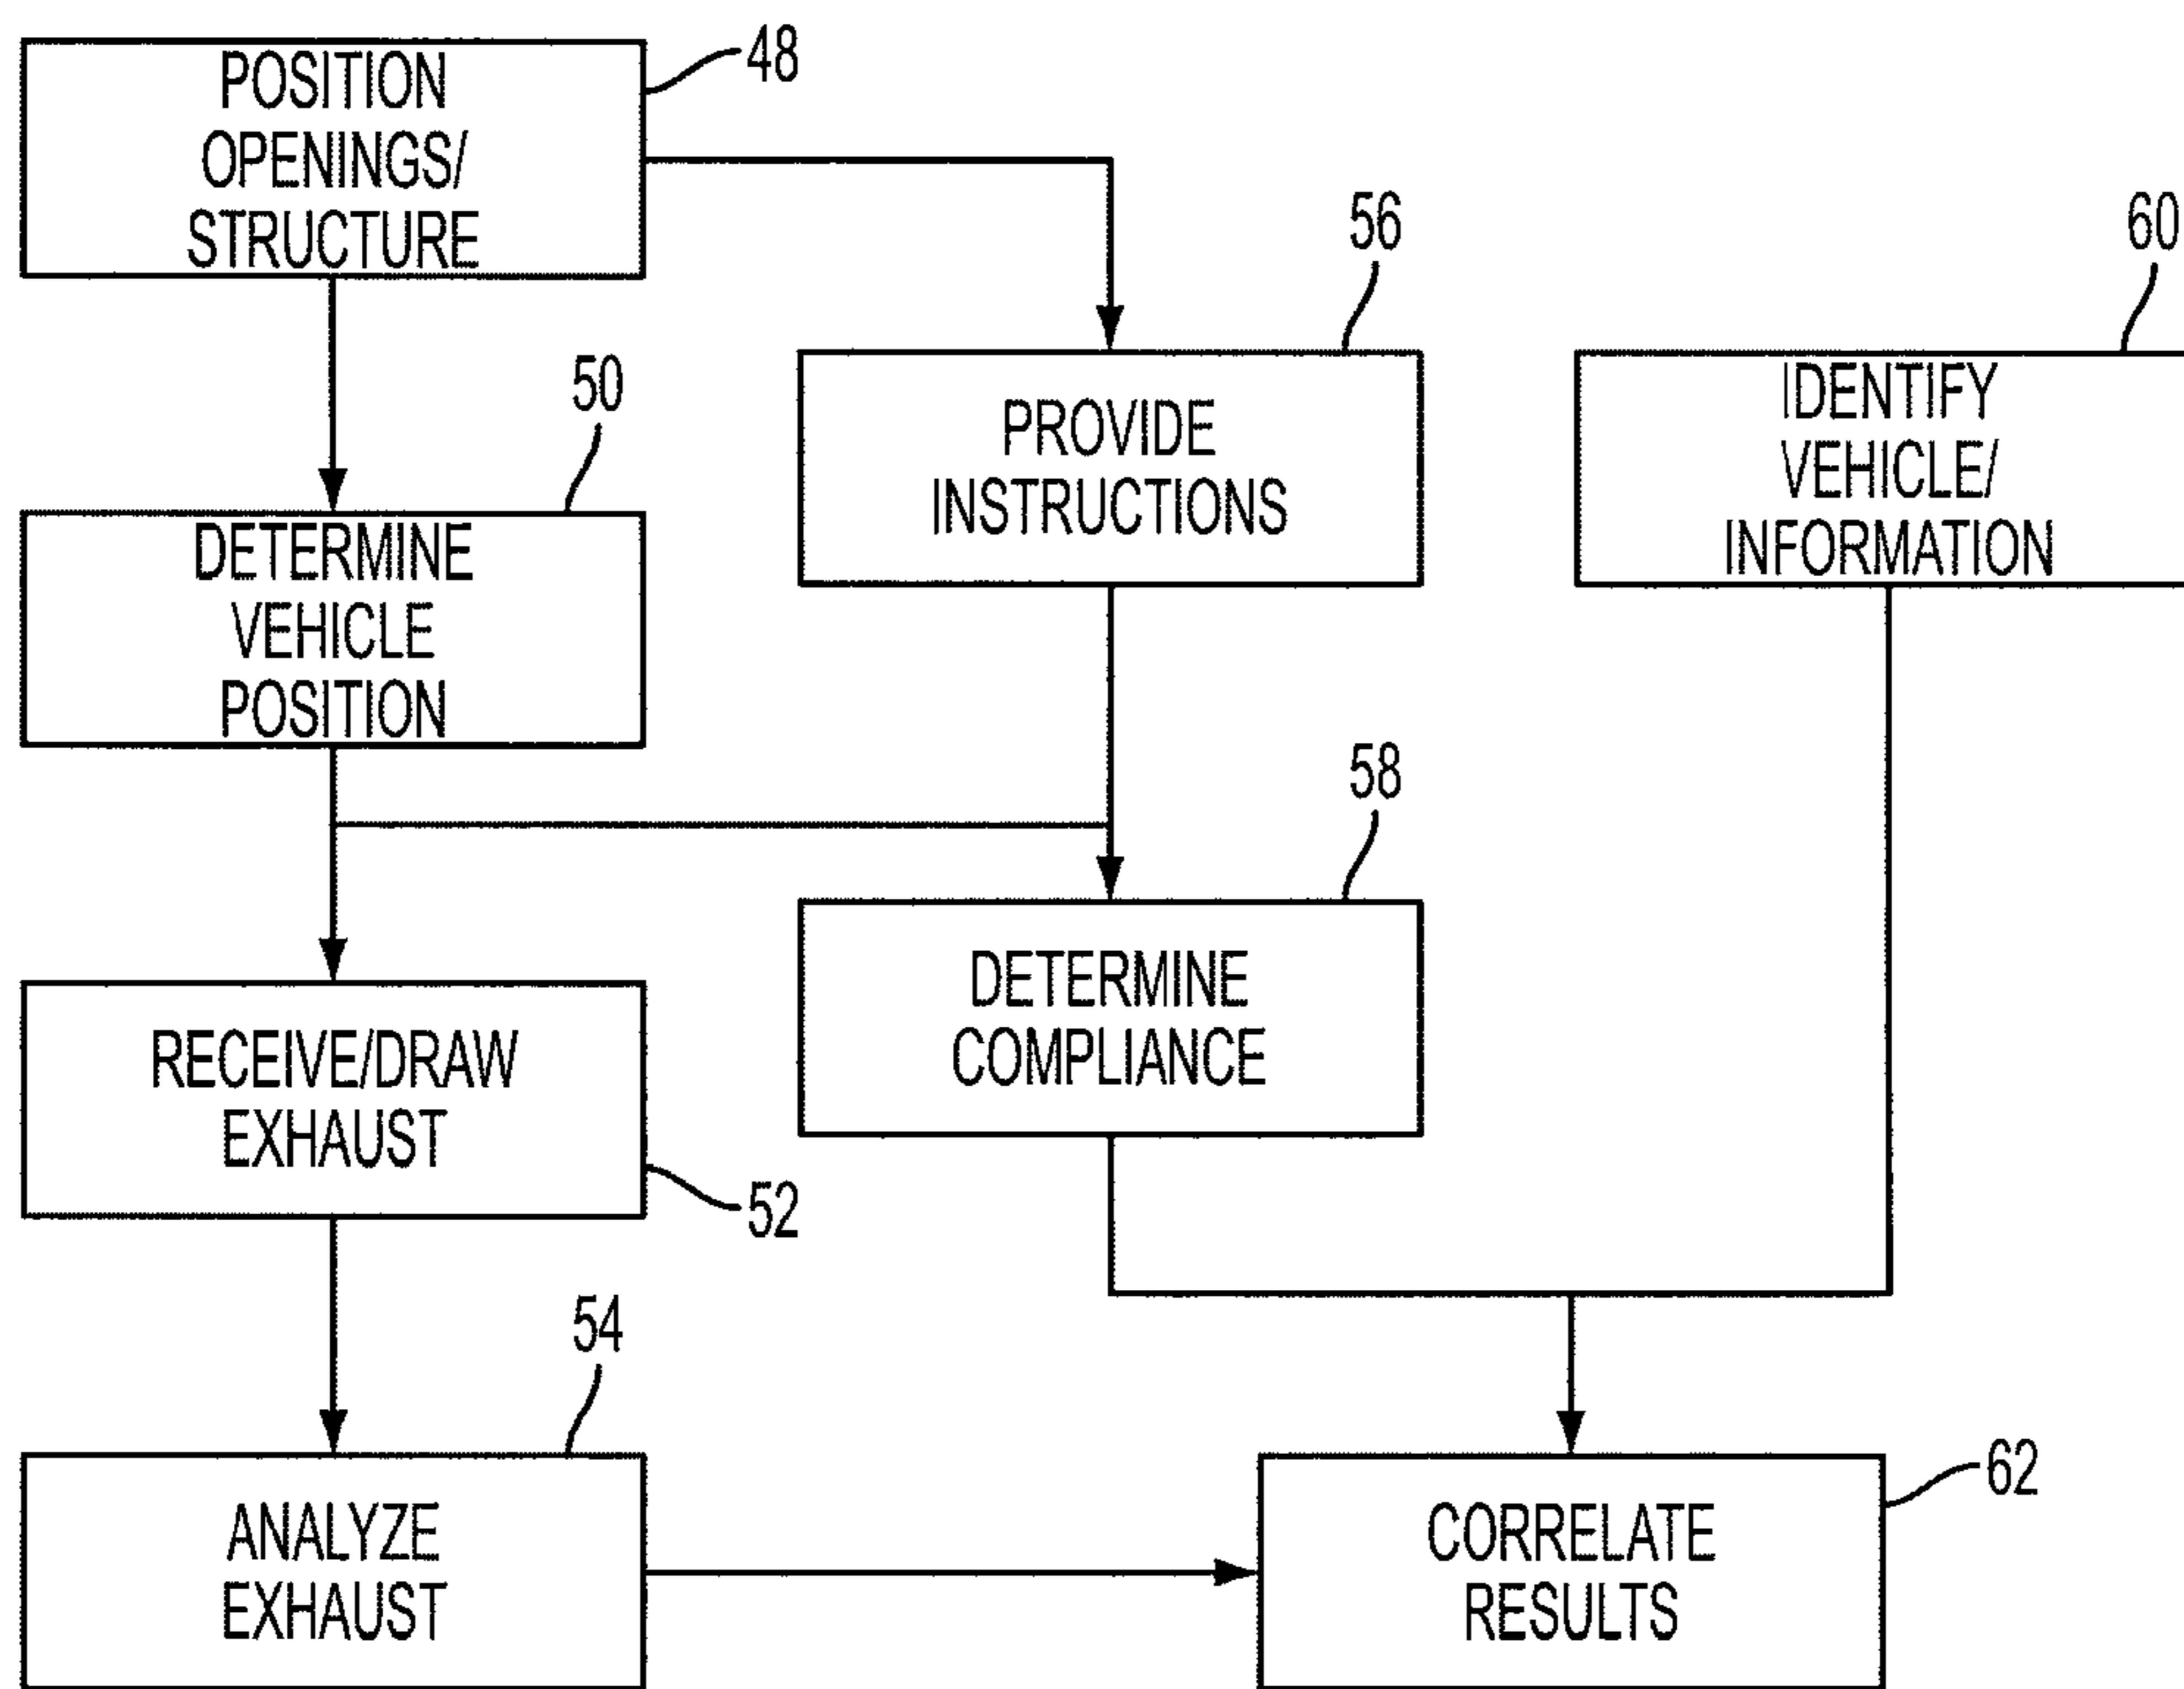 POSITION
OPENINGS/
STRUCTURE
48
56
PROVIDE
INSTRUCTIONS
60
IDENTIFY
VEHICLE/
INFORMATION
50
DETERMINE
VEHICLE
POSITION
58
DETERMINE
COMPLIANCE
RECEIVE/DRAW
EXHAUST
52
54
ANALYZE
EXHAUST
CORRELATE
RESULTS
62